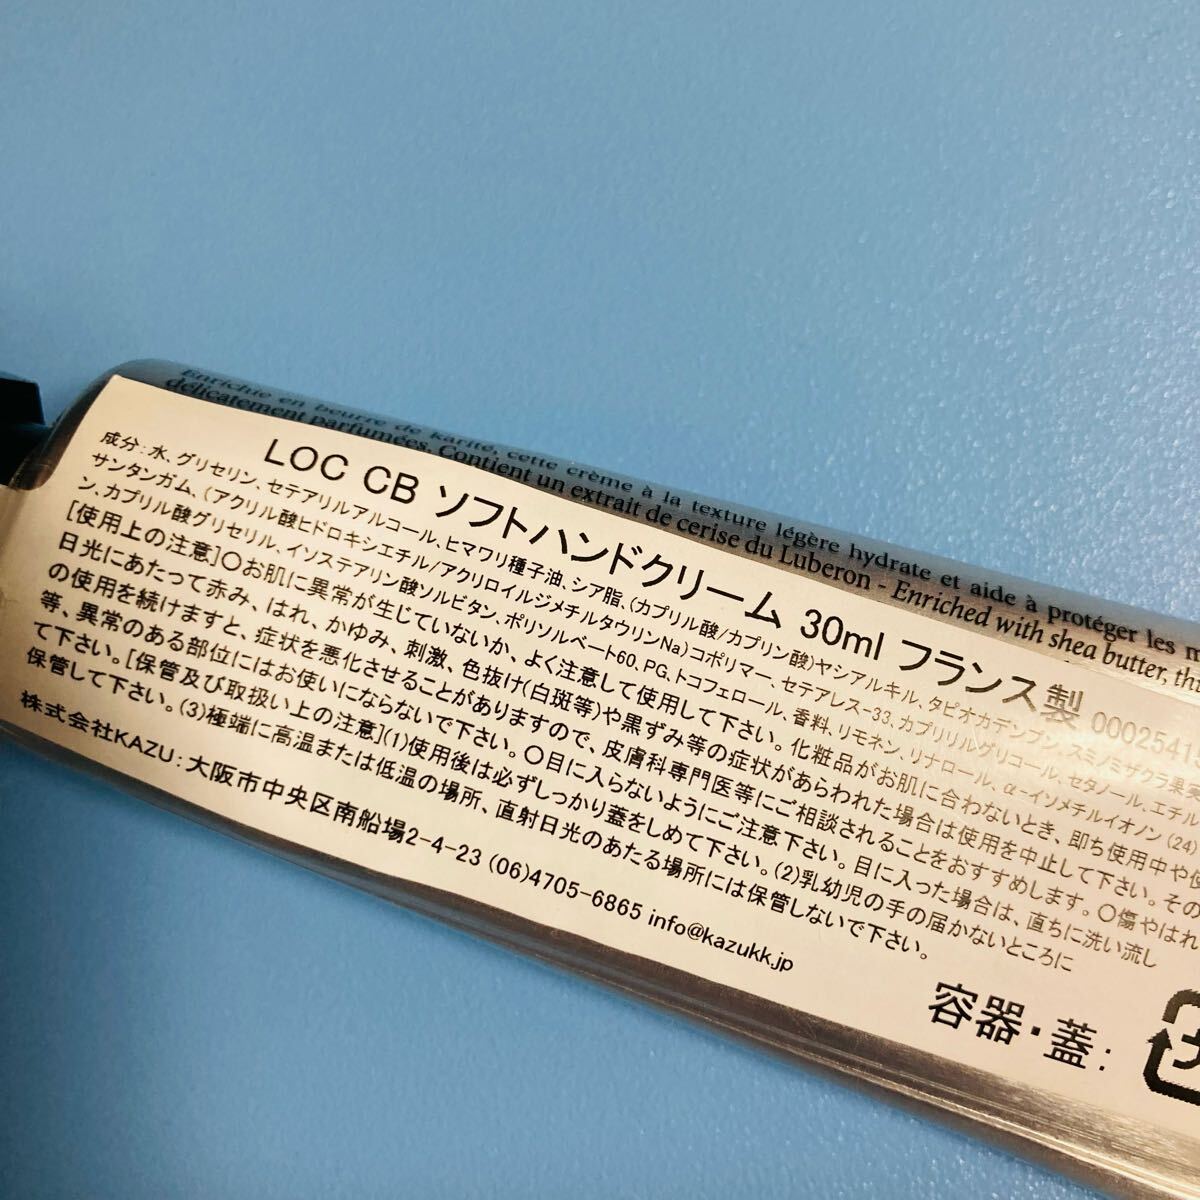 Enrichie en beurre de karité, cette crème à la texture légère hydrate et aide à protéger les m
délicatement parfumées. Contient un extrait de cerise du Luberon - Enriched with shea butter, thi
LOC CB ソフトハンドクリーム 30ml フランス製 0002541
成分:水、グリセリン、セテアリルアルコール、ヒマワリ種子油、シア脂、(カプリル酸/カプリン酸)ヤシアルキル、タピオカデンプン、スミミザクラ果実
サンタンガム、(アクリル酸ヒドロキシエチル/アクリロイルジメチルタウリンNa)コポリマー、セテアレス-33、カプリリルグリコール、セタノール、エチル
ン、カプリル酸グリセリル、イソステアリン酸ソルビタン、ポリソルベート60、PG、トコフェロール、香料、リモネン、リナロール、α-イソメチルイオノン (24)
[使用上の注意]〇お肌に異常が生じていないか、よく注意して使用して下さい。化粧品がお肌に合わないとき、即ち使用中や使
日光にあたって赤み、はれ、かゆみ、刺激、色抜け(白斑等)や黒ずみ等の症状があらわれた場合は使用を中止して下さい。その
の使用を続けますと、症状を悪化させることがありますので、皮膚科専門医等にご相談されることをおすすめします。〇傷やはれ
等、異常のある部位にはお使いにならないで下さい。〇目に入らないようにご注意下さい。目に入った場合は、直ちに洗い流し
て下さい。[保管及び取扱い上の注意](1)使用後は必ずしっかり蓋をしめて下さい。(2)乳幼児の手の届かないところに
保管して下さい。(3)極端に高温または低温の場所、直射日光のあたる場所には保管しないで下さい。
株式会社KAZU:大阪市中央区南船場2-4-23 (06)4705-6865 info@kazukk.jp
容器・蓋: